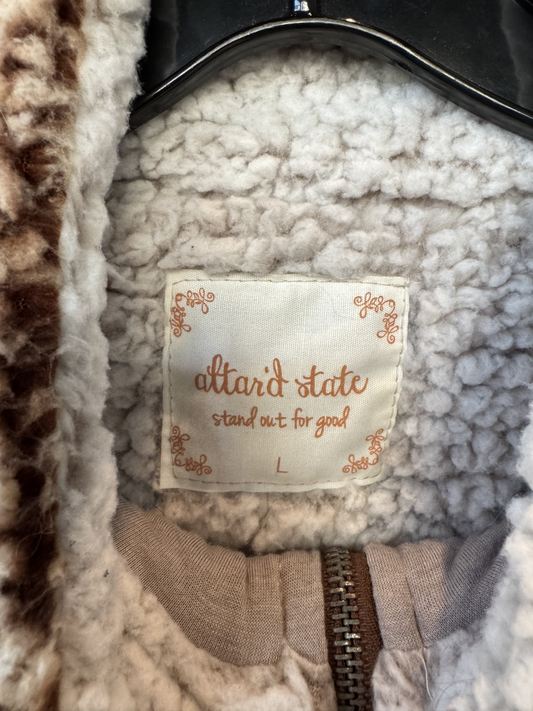 altar'd state
stand out for good
L